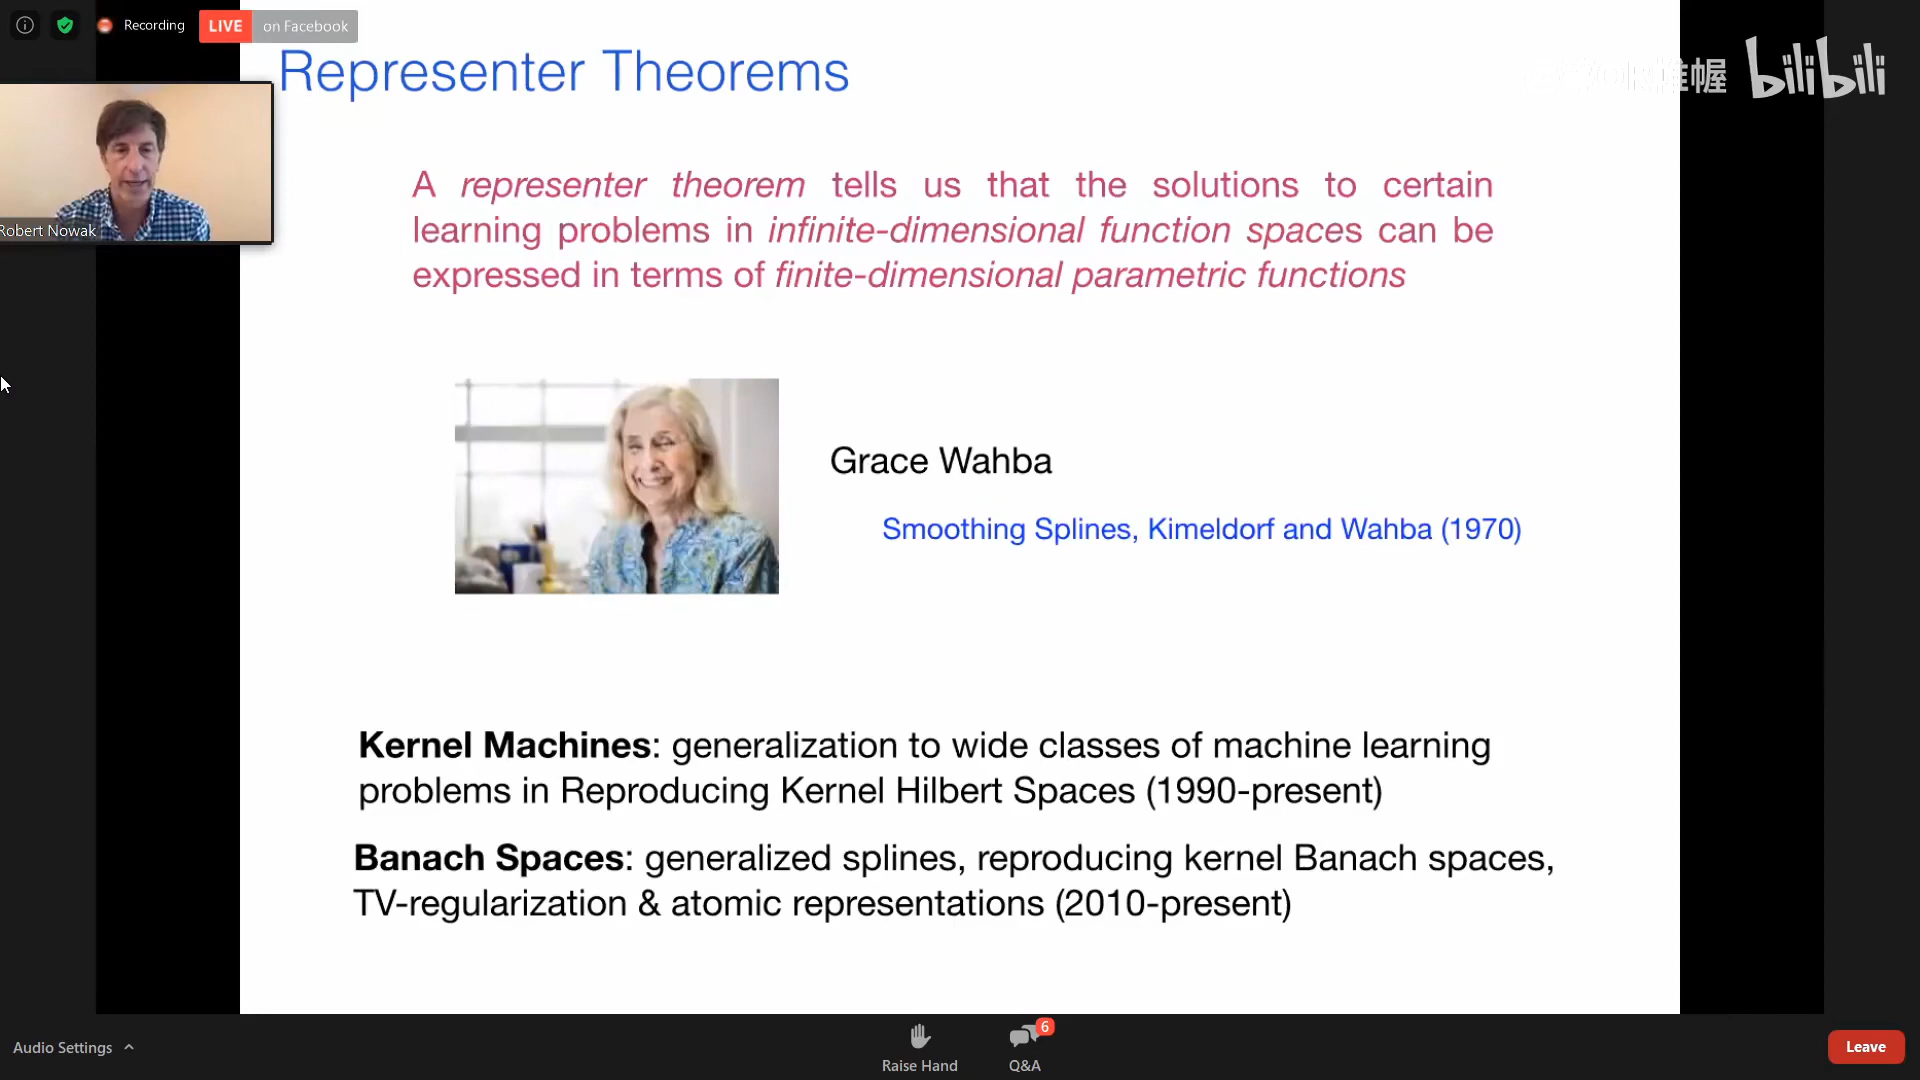 Recording
LIVE on Facebook
Representer Theorems
bilibili
A representer theorem tells us that the solutions to certain
learning problems in infinite-dimensional function spaces can be
expressed in terms of finite-dimensional parametric functions
Robert Nowak
Grace Wahba
Smoothing Splines, Kimeldorf and Wahba (1970)
Kernel Machines: generalization to wide classes of machine learning
problems in Reproducing Kernel Hilbert Spaces (1990-present)
Banach Spaces: generalized splines, reproducing kernel Banach spaces,
TV-regularization & atomic representations (2010-present)
Audio Settings
Raise Hand
6
Q&A
Leave